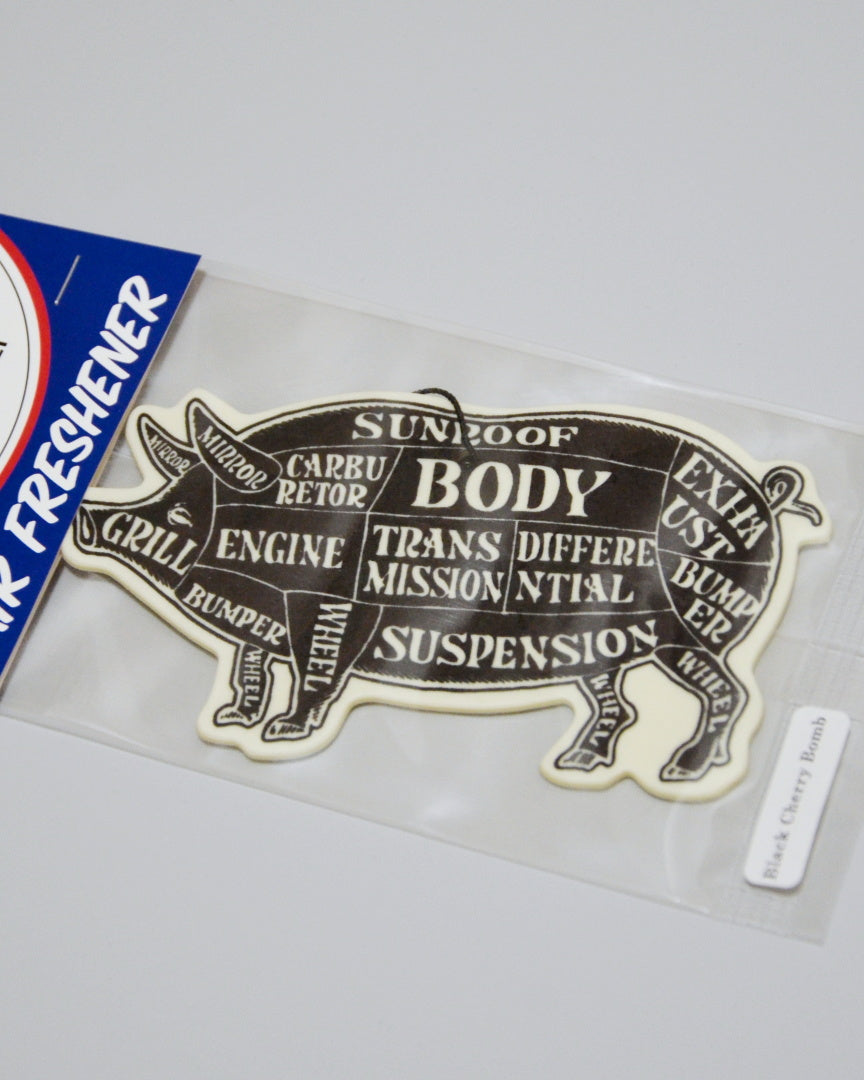 FRESHENER
SUNROOF
MIRROR
MIRROR
CARBU
RETOR
BODY
EXHA
UST
GRILL
ENGINE
TRANS
MISSION
DIFFERE
NTIAL
BUMP
ER
BUMPER
WHEEL
WHEEL
SUSPENSION
WHEEL
WHEEL
Black Cherry Bomb